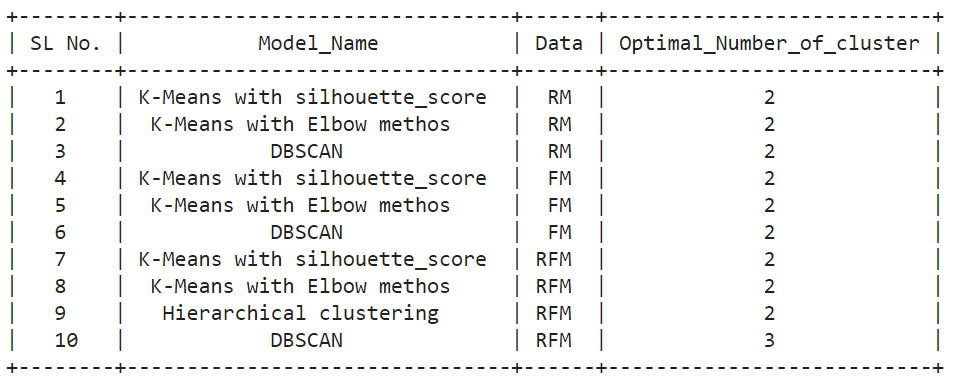 +--------+---------------------------------+------+----------------------------+
| SL No. |            Model_Name           | Data | Optimal_Number_of_cluster |
+--------+---------------------------------+------+----------------------------+
|   1    | K-Means with silhouette_score |  RM  |             2             |
|   2    |  K-Means with Elbow methos  |  RM  |             2             |
|   3    |             DBSCAN            |  RM  |             2             |
|   4    | K-Means with silhouette_score |  FM  |             2             |
|   5    |  K-Means with Elbow methos  |  FM  |             2             |
|   6    |             DBSCAN            |  FM  |             2             |
|   7    | K-Means with silhouette_score | RFM  |             2             |
|   8    |  K-Means with Elbow methos  | RFM  |             2             |
|   9    |   Hierarchical clustering   | RFM  |             2             |
|   10   |             DBSCAN            | RFM  |             3             |
+--------+---------------------------------+------+----------------------------+